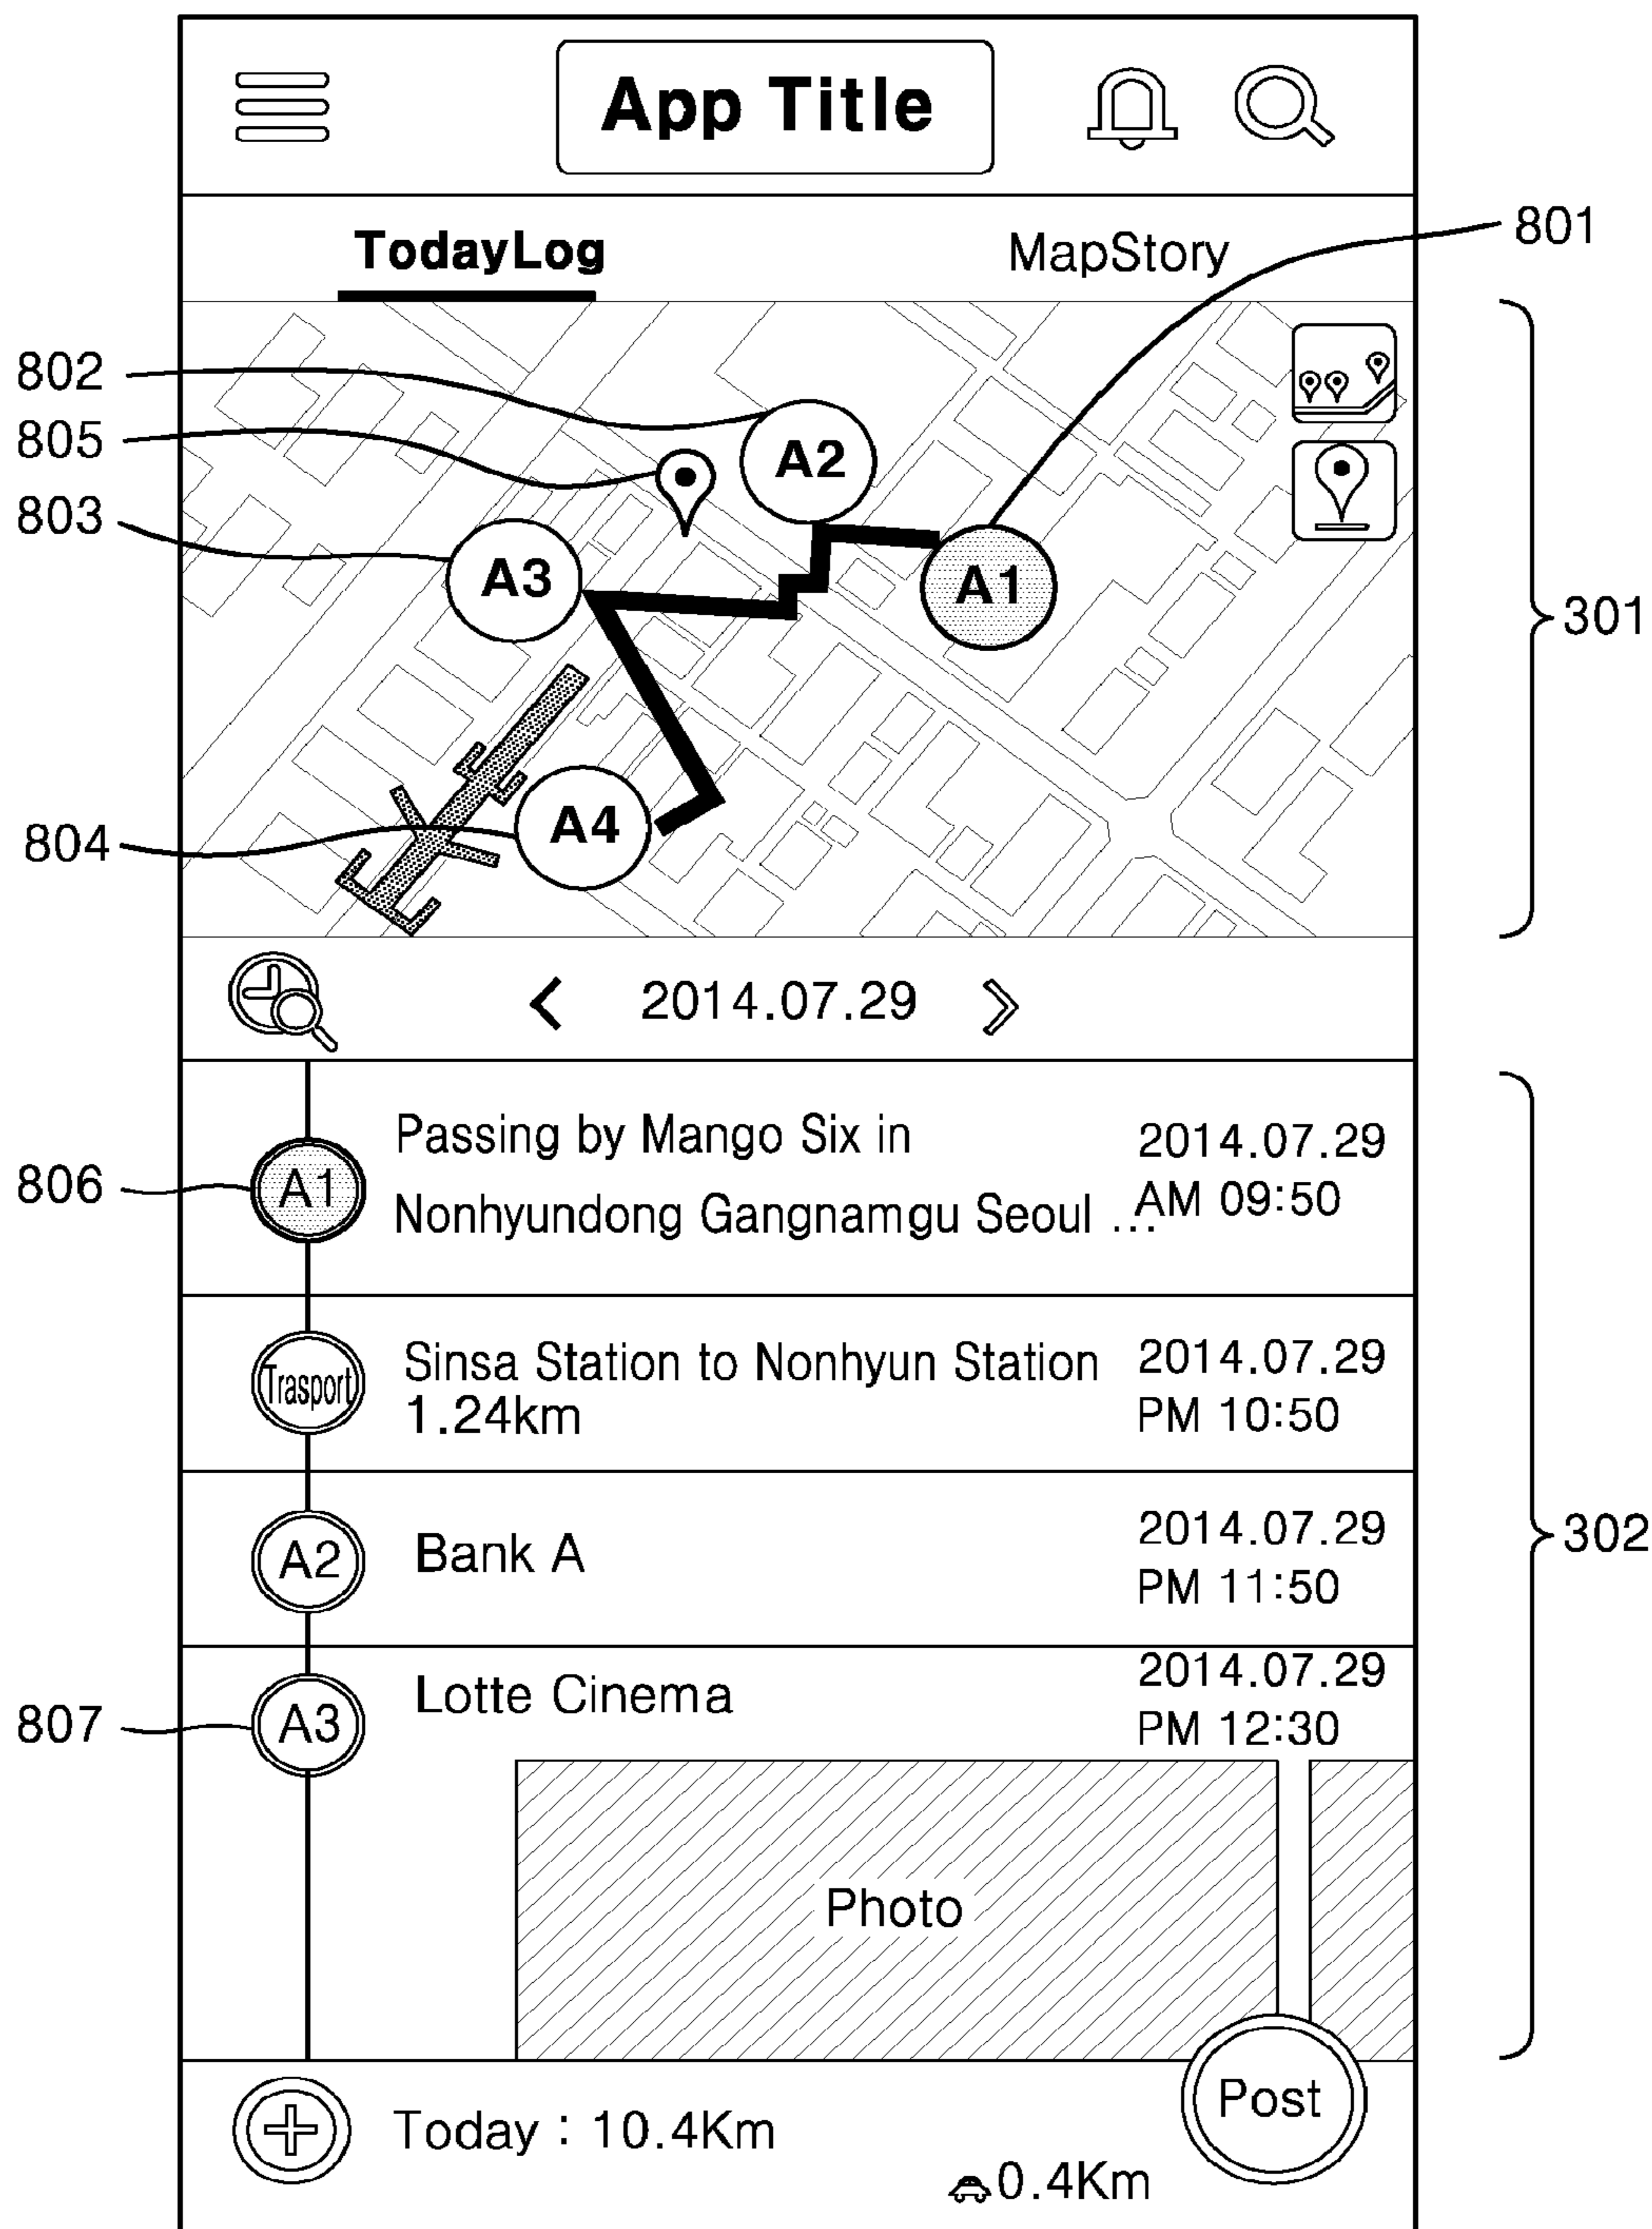 App Title
TodayLog
MapStory
801
802
805
803
804
A2
A3
A1
A4
301
2014.07.29
806
A1
Passing by Mango Six in
Nonhyundong Gangnamgu Seoul ...
2014.07.29
AM 09:50
Trasport
Sinsa Station to Nonhyun Station
1.24km
2014.07.29
PM 10:50
A2
Bank A
2014.07.29
PM 11:50
302
807
A3
Lotte Cinema
2014.07.29
PM 12:30
Photo
Post
Today : 10.4Km
0.4Km